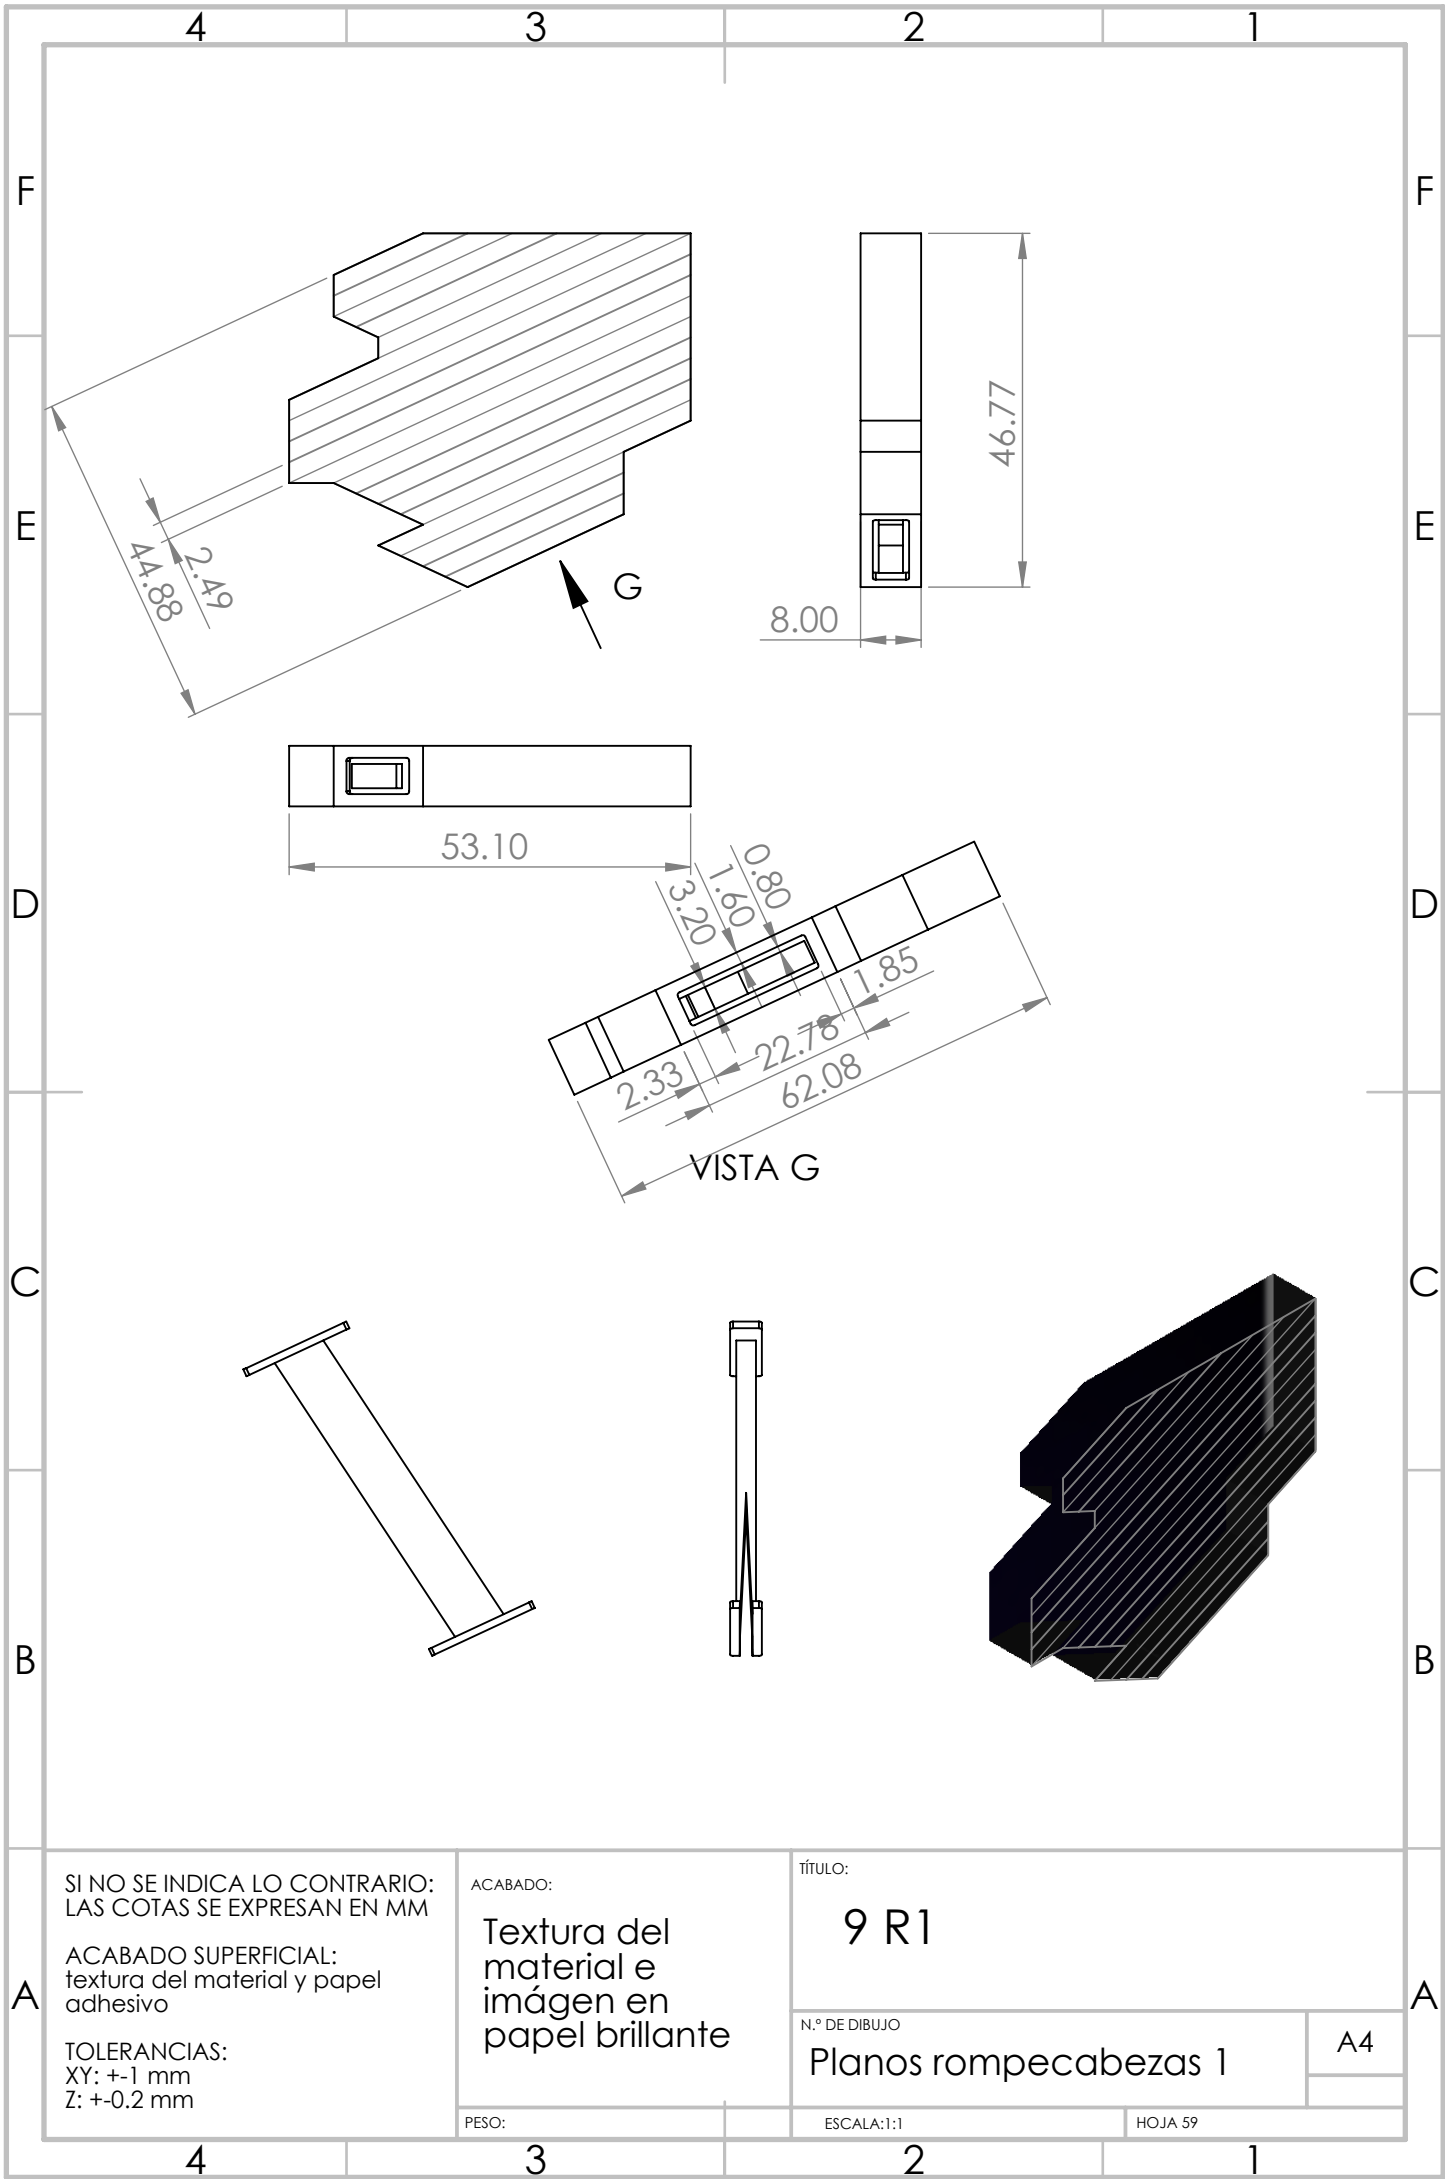 4 3 2 1
F F
46.77
E E
44.88
2.49
G
8.00
53.10
D D
3.20
1.60
0.80
1.85
22.78
2.33
62.08
VISTA G
C C
B B
SI NO SE INDICA LO CONTRARIO:
LAS COTAS SE EXPRESAN EN MM
ACABADO SUPERFICIAL:
textura del material y papel
adhesivo
TOLERANCIAS:
XY: +-1 mm
Z: +-0.2 mm
ACABADO:
Textura del
material e
imágen en
papel brillante
PESO:
TÍTULO:
9 R1
N.º DE DIBUJO
Planos rompecabezas 1
A4
ESCALA:1:1
HOJA 59
A A
4 3 2 1